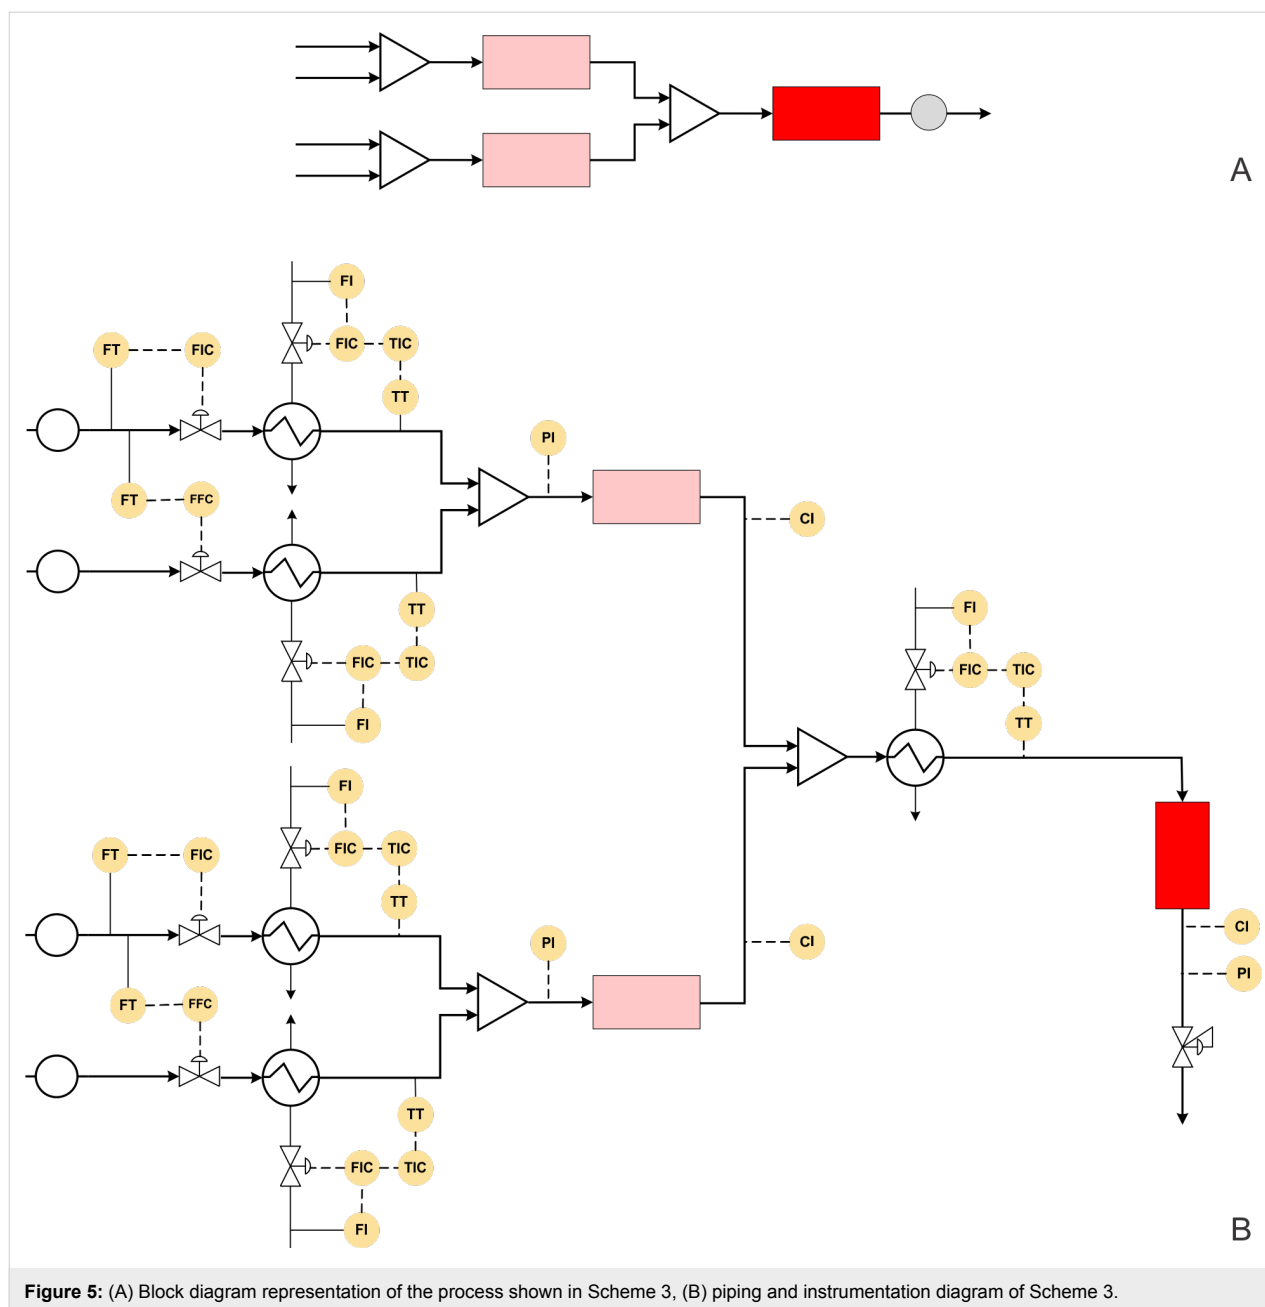 A
FI
FT
FIC
FIC
TIC
TT
PI
FT
FFC
CI
TT
FI
FIC
TIC
FIC
TIC
FI
TT
FI
FT
FIC
FIC
TIC
TT
CI
CI
PI
PI
FT
FFC
TT
FIC
TIC
FI
B
Figure 5: (A) Block diagram representation of the process shown in Scheme 3, (B) piping and instrumentation diagram of Scheme 3.